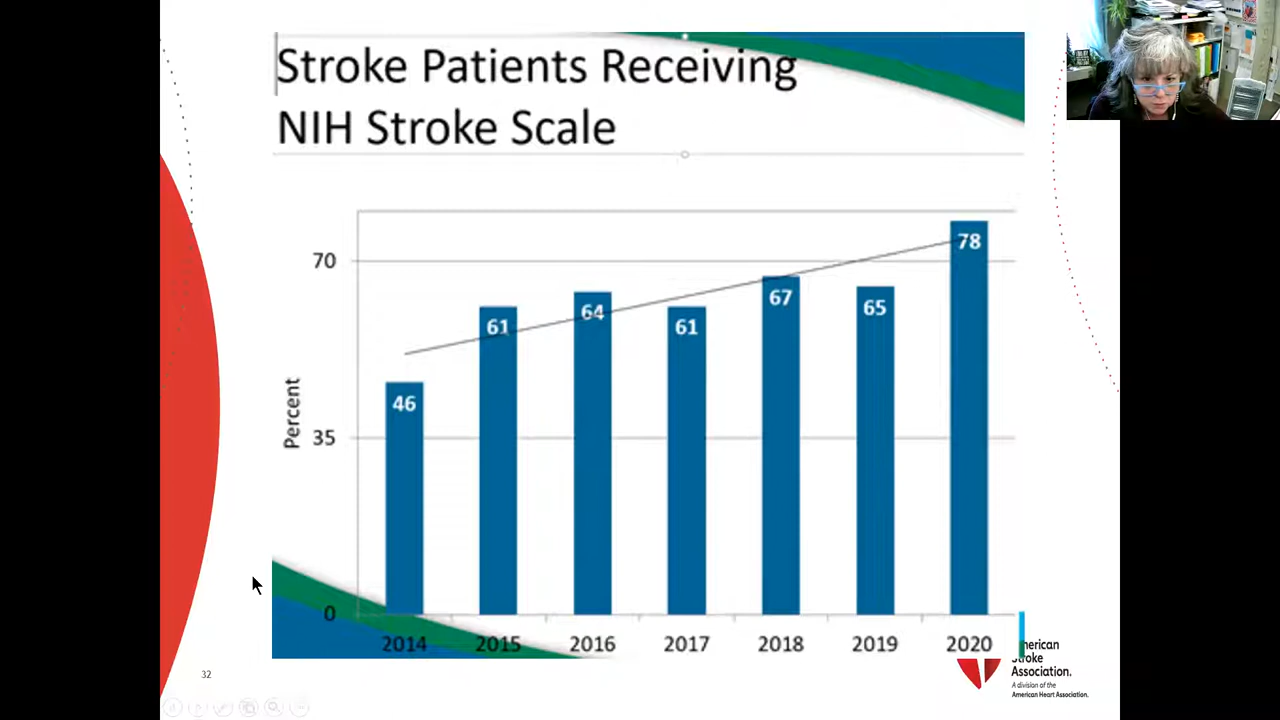 Stroke Patients Receiving
NIH Stroke Scale
70
35
0
Percent
46
61
64
61
67
65
78
2014 2015 2016 2017 2018 2019 2020
32
merican
Stroke
Association.
A division of the
American Heart Association.